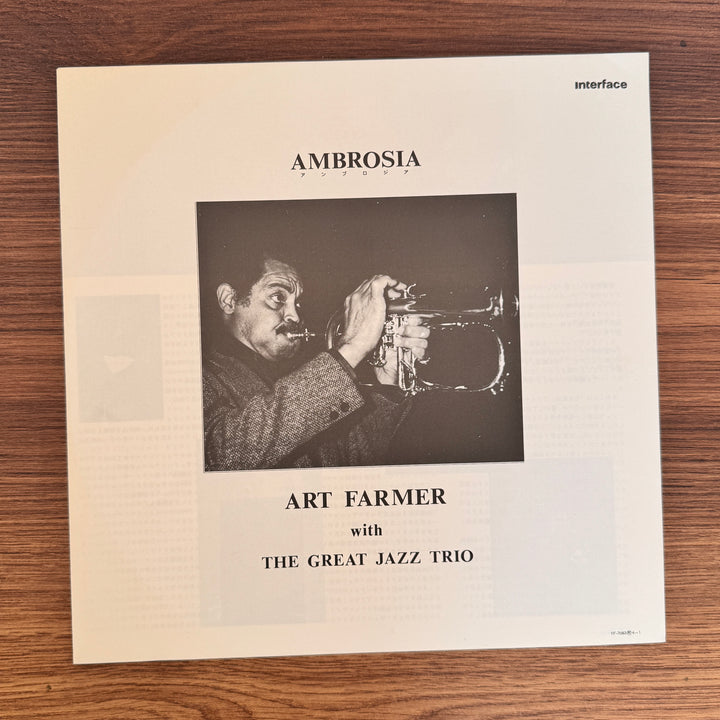 interface
AMBROSIA
アンブロジア
ART FARMER
with
THE GREAT JAZZ TRIO